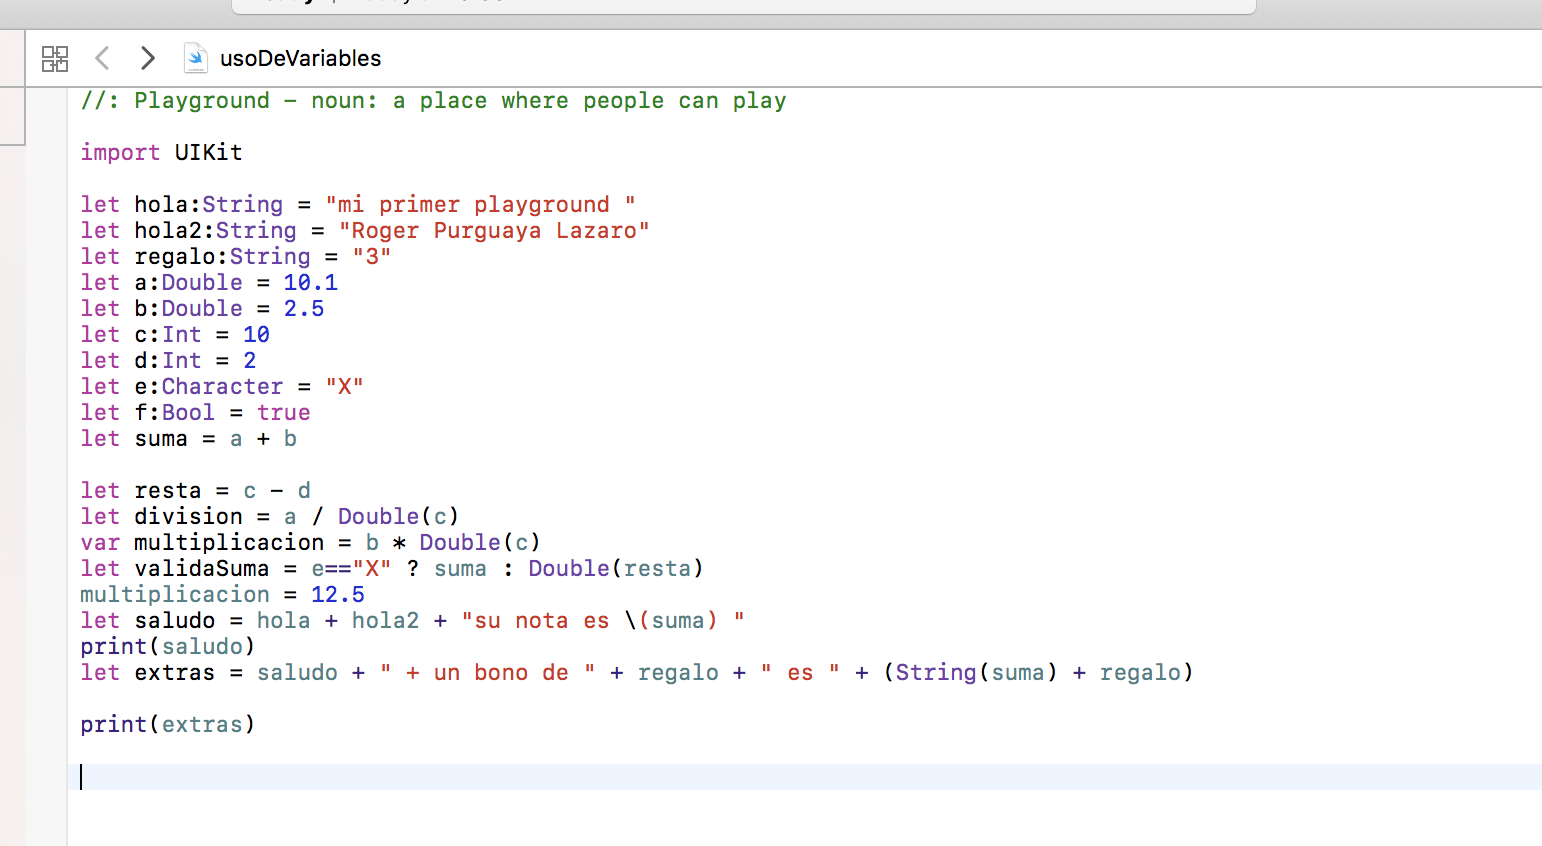 usoDeVariables
//: Playground - noun: a place where people can play
import UIKit
let hola:String = "mi primer playground "
let hola2:String = "Roger Purguaya Lazaro"
let regalo:String = "3"
let a:Double = 10.1
let b:Double = 2.5
let c:Int = 10
let d:Int = 2
let e:Character = "X"
let f:Bool = true
let suma = a + b
let resta = c - d
let division = a / Double(c)
var multiplicacion = b * Double(c)
let validaSuma = e=="X" ? suma : Double(resta)
multiplicacion = 12.5
let saludo = hola + hola2 + "su nota es \(suma) "
print(saludo)
let extras = saludo + " + un bono de " + regalo + " es " + (String(suma) + regalo)
print(extras)